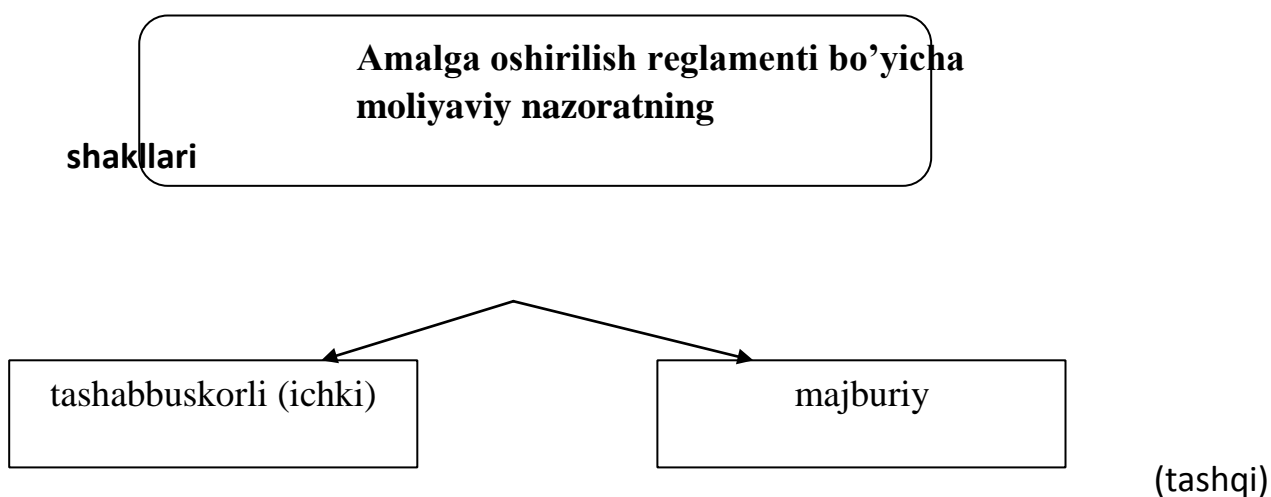 Amalga oshirilish reglamenti bo’yicha
moliyaviy nazoratning
shakllari
tashabbuskorli (ichki)
majburiy
(tashqi)